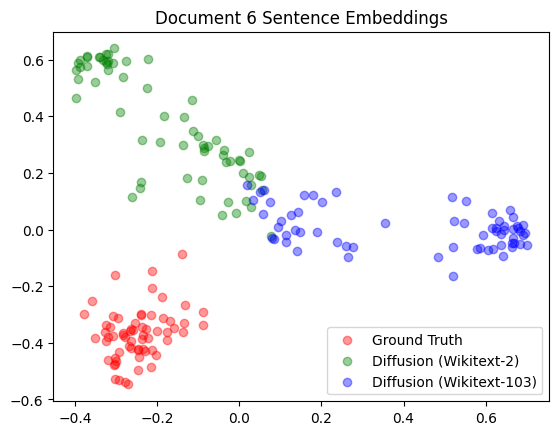 Document 6 Sentence Embeddings
0.6
0.4
0.2
0.0
−0.2
−0.4
−0.6
Ground Truth
Diffusion (Wikitext-2)
Diffusion (Wikitext-103)
−0.4 −0.2 0.0 0.2 0.4 0.6